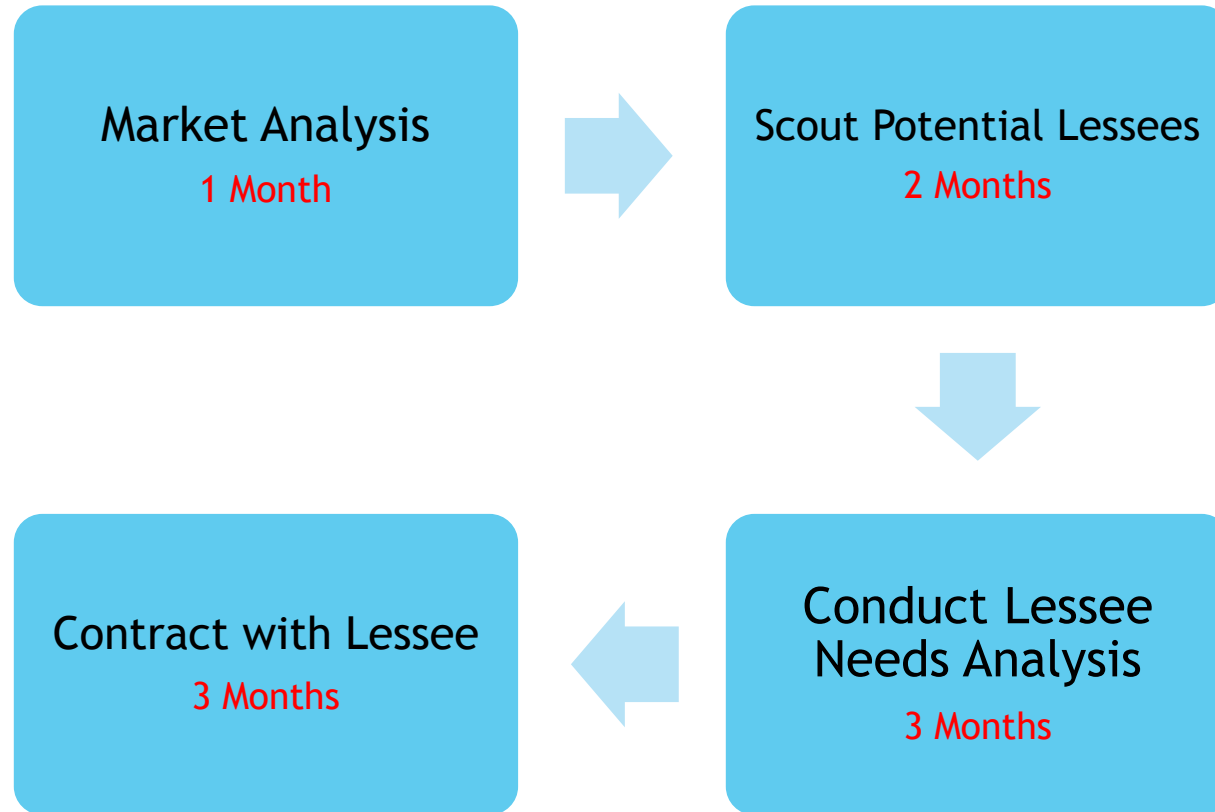 Market Analysis
1 Month
Scout Potential Lessees
2 Months
Conduct Lessee
Needs Analysis
3 Months
Contract with Lessee
3 Months